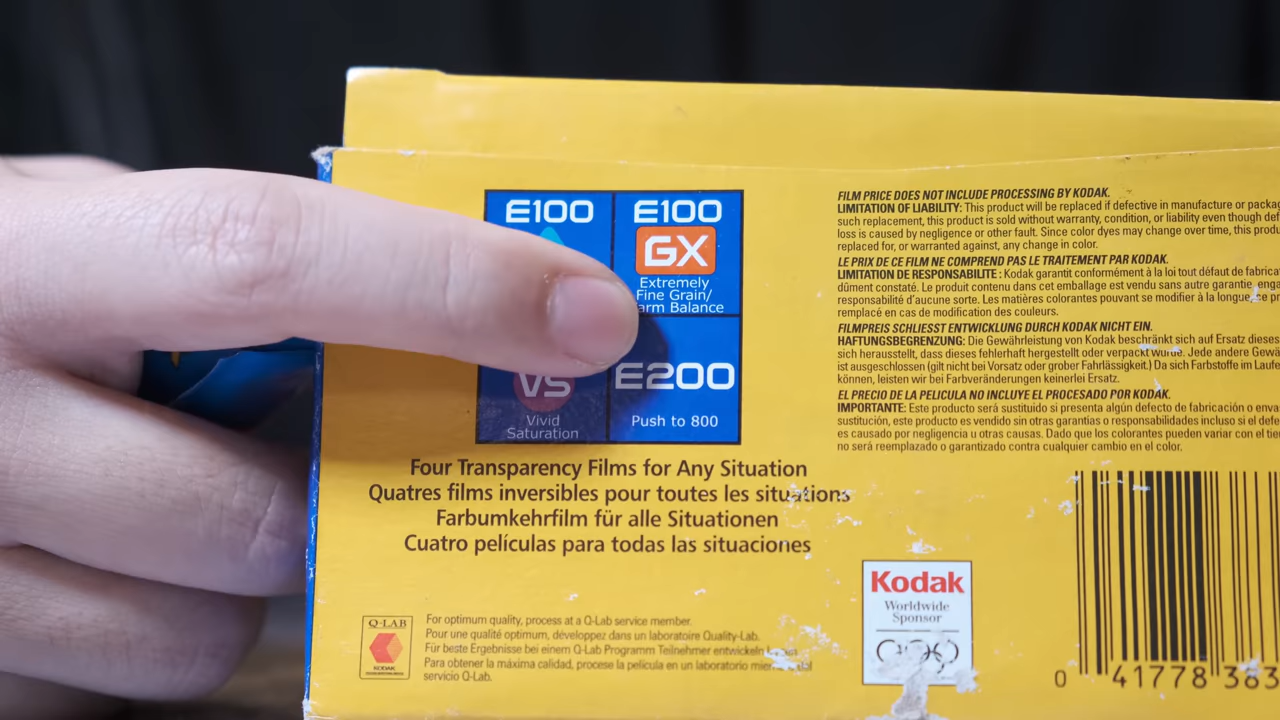 E100
E100
GX
Extremely
Fine Grain/
arm Balance
VS
Vivid
Saturation
E200
Push to 800
Four Transparency Films for Any Situation
Quatres films inversibles pour toutes les situations
Farbumkehrfilm für alle Situationen
Cuatro películas para todas las situaciones
Q-LAB
KODAK
For optimum quality, process at a Q-Lab service member.
Pour une qualité optimum, développez dans un laboratoire Quality-Lab.
Für beste Ergebnisse bei einem Q-Lab Programm Teilnehmer entwickeln
Para obtener la máxima calidad, procese la película en un laboratorio
servicio Q-Lab.
FILM PRICE DOES NOT INCLUDE PROCESSING BY KODAK.
LIMITATION OF LIABILITY: This product will be replaced if defective in manufacture or packag
such replacement, this product is sold without warranty, condition, or liability even though def
loss is caused by negligence or other fault. Since color dyes may change over time, this produ
replaced for, or warranted against, any change in color.
LE PRIX DE CE FILM NE COMPREND PAS LE TRAITEMENT PAR KODAK.
LIMITATION DE RESPONSABILITE : Kodak garantit conformément à la loi tout défaut de fabricat
dûment constaté. Le produit contenu dans cet emballage est vendu sans autre garantie, enga
responsabilité d'aucune sorte. Les matières colorantes pouvant se modifier à la longue, ce pr
remplacé en cas de modification des couleurs.
FILMPREIS SCHLIESST ENTWICKLUNG DURCH KODAK NICHT EIN.
HAFTUNGSBEGRENZUNG: Die Gewährleistung von Kodak beschränkt sich auf Ersatz dieses
sich herausstellt, dass dieses fehlerhaft hergestellt oder verpackt wurde. Jede andere Gewä
ist ausgeschlossen (gilt nicht bei Vorsatz oder grober Fahrlässigkeit.) Da sich Farbstoffe im Laufe
können, leisten wir bei Farbveränderungen keinerlei Ersatz.
EL PRECIO DE LA PELICULA NO INCLUYE EL PROCESADO POR KODAK.
IMPORTANTE: Este producto será sustituido si presenta algún defecto de fabricación o enva
sustitución, este producto es vendido sin otras garantías o responsabilidades incluso si el defe
es causado por negligencia u otras causas. Dado que los colorantes pueden variar con el tie
no será reemplazado o garantizado contra cualquier cambio en el color.
Kodak
Worldwide
Sponsor
0 41778 383